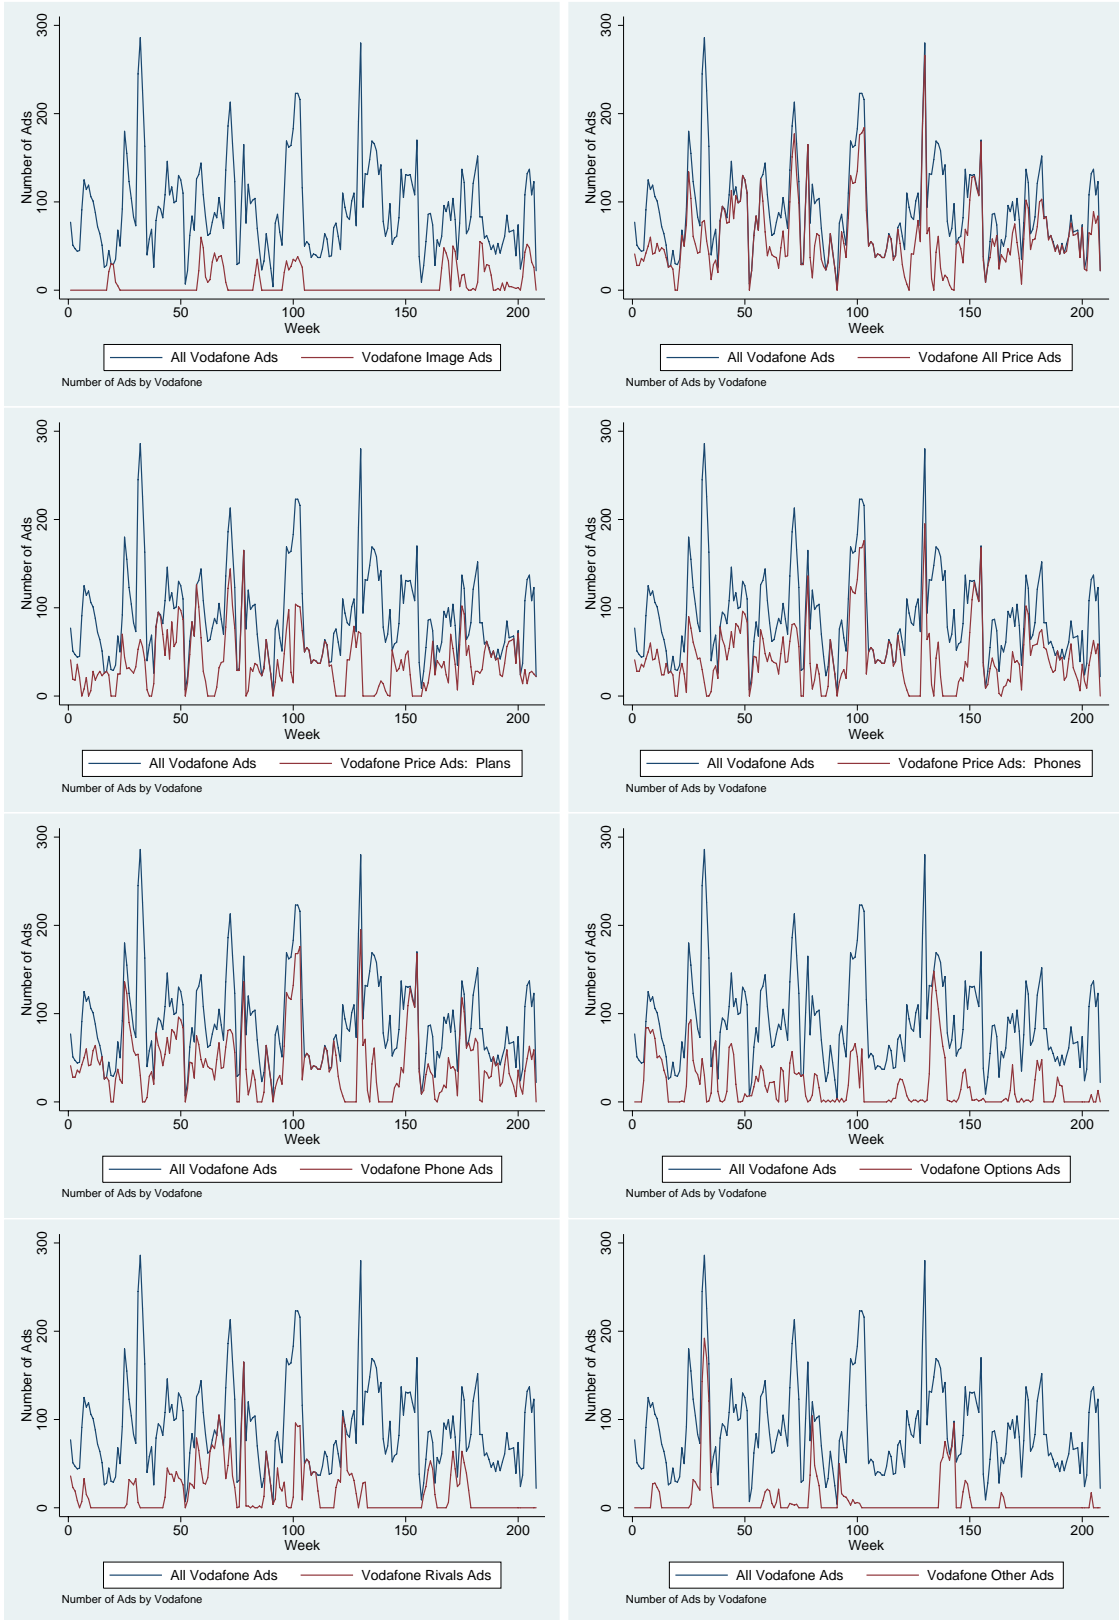 Number of Ads
300
200
100
0
0 50 100 150 200
Week
All Vodafone Ads Vodafone Image Ads
Number of Ads by Vodafone
Number of Ads
300
200
100
0
0 50 100 150 200
Week
All Vodafone Ads Vodafone All Price Ads
Number of Ads by Vodafone
Number of Ads
300
200
100
0
0 50 100 150 200
Week
All Vodafone Ads Vodafone Price Ads: Plans
Number of Ads by Vodafone
Number of Ads
300
200
100
0
0 50 100 150 200
Week
All Vodafone Ads Vodafone Price Ads: Phones
Number of Ads by Vodafone
Number of Ads
300
200
100
0
0 50 100 150 200
Week
All Vodafone Ads Vodafone Phone Ads
Number of Ads by Vodafone
Number of Ads
300
200
100
0
0 50 100 150 200
Week
All Vodafone Ads Vodafone Options Ads
Number of Ads by Vodafone
Number of Ads
300
200
100
0
0 50 100 150 200
Week
All Vodafone Ads Vodafone Rivals Ads
Number of Ads by Vodafone
Number of Ads
300
200
100
0
0 50 100 150 200
Week
All Vodafone Ads Vodafone Other Ads
Number of Ads by Vodafone